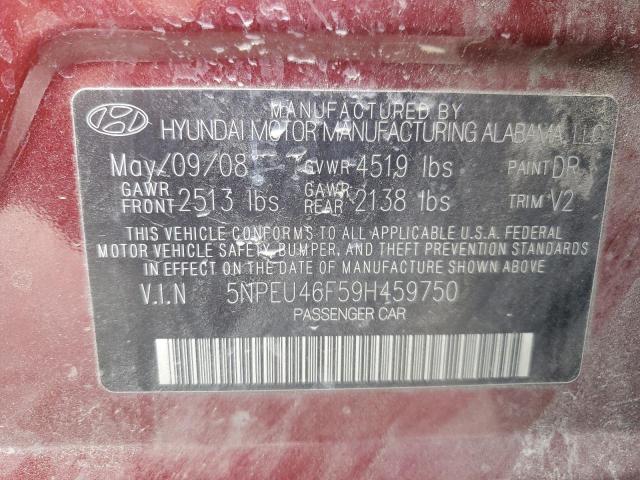 MANUFACTURED BY
HYUNDAI MOTOR MANUFACTURING ALABAMA, LLC
May/09/08 GVWR 4519 lbs PAINT DR
GAWR FRONT 2513 lbs GAWR REAR 2138 lbs TRIM V2
THIS VEHICLE CONFORMS TO ALL APPLICABLE U.S.A. FEDERAL
MOTOR VEHICLE SAFETY, BUMPER, AND THEFT PREVENTION STANDARDS
IN EFFECT ON THE DATE OF MANUFACTURE SHOWN ABOVE.
V.I.N 5NPEU46F59H459750
PASSENGER CAR